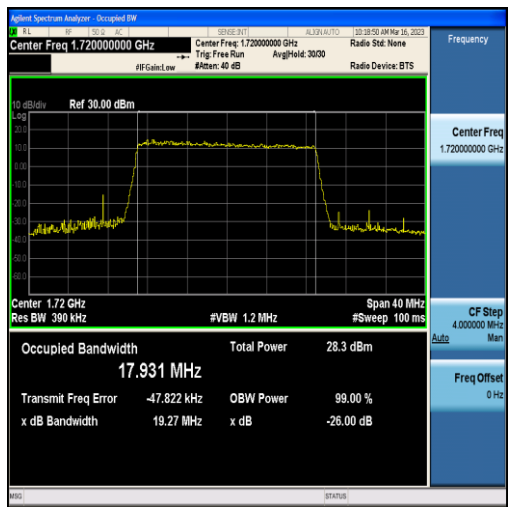 Agilent Spectrum Analyzer - Occupied BW
RL RF 50 Ω AC SENSE:INT ALIGN AUTO 10:18:50 AM Mar 16, 2023
Center Freq 1.720000000 GHz Center Freq: 1.720000000 GHz Radio Std: None Frequency
Trig: Free Run Avg|Hold: 30/30
#IFGain:Low #Atten: 40 dB Radio Device: BTS
10 dB/div Ref 30.00 dBm
Log
20.0
10.0
0.00
-10.0
-20.0
-30.0
-40.0
-50.0
-60.0
Center Freq
1.720000000 GHz
Center 1.72 GHz Span 40 MHz
Res BW 390 kHz #VBW 1.2 MHz #Sweep 100 ms
CF Step
4.000000 MHz
Auto Man
Occupied Bandwidth Total Power 28.3 dBm
17.931 MHz
Freq Offset
0 Hz
Transmit Freq Error -47.822 kHz OBW Power 99.00 %
x dB Bandwidth 19.27 MHz x dB -26.00 dB
MSG STATUS